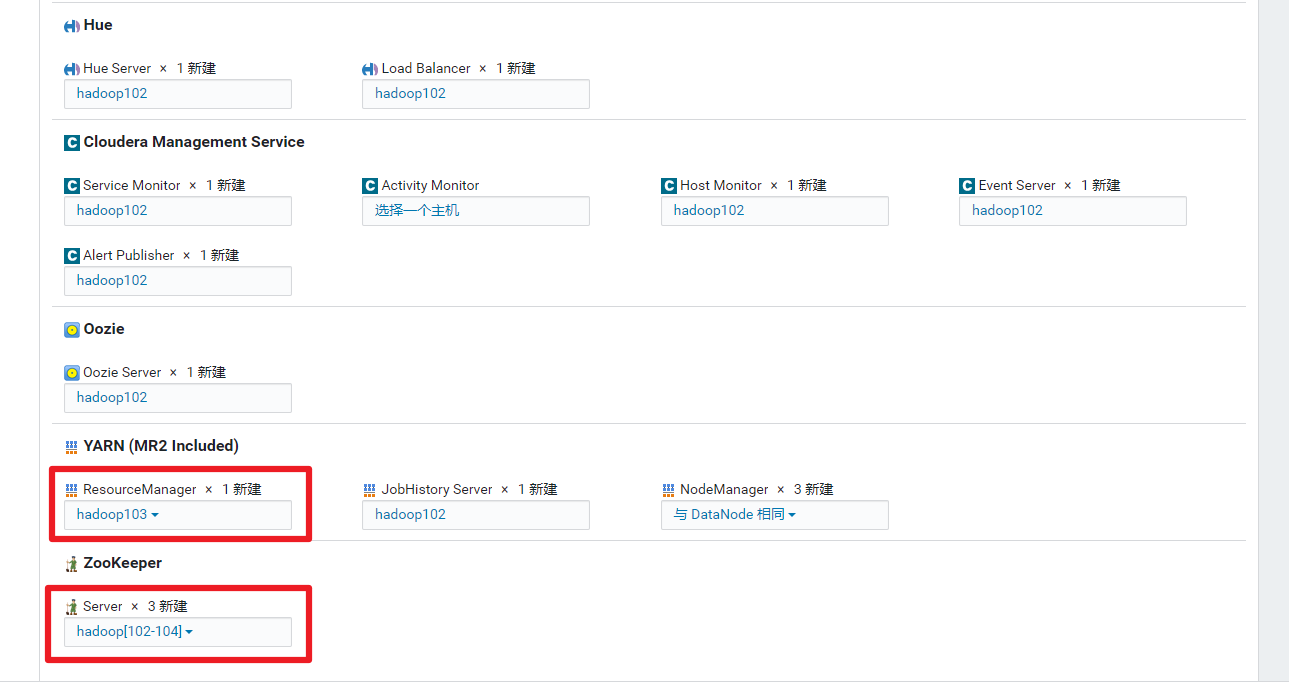 Hue
Hue Server × 1 新建
Load Balancer × 1 新建
hadoop102
hadoop102
Cloudera Management Service
Service Monitor × 1 新建
Activity Monitor
Host Monitor × 1 新建
Event Server × 1 新建
hadoop102
选择一个主机
hadoop102
hadoop102
Alert Publisher × 1 新建
hadoop102
Oozie
Oozie Server × 1 新建
hadoop102
YARN (MR2 Included)
ResourceManager × 1 新建
JobHistory Server × 1 新建
NodeManager × 3 新建
hadoop103
hadoop102
与 DataNode 相同
ZooKeeper
Server × 3 新建
hadoop[102-104]